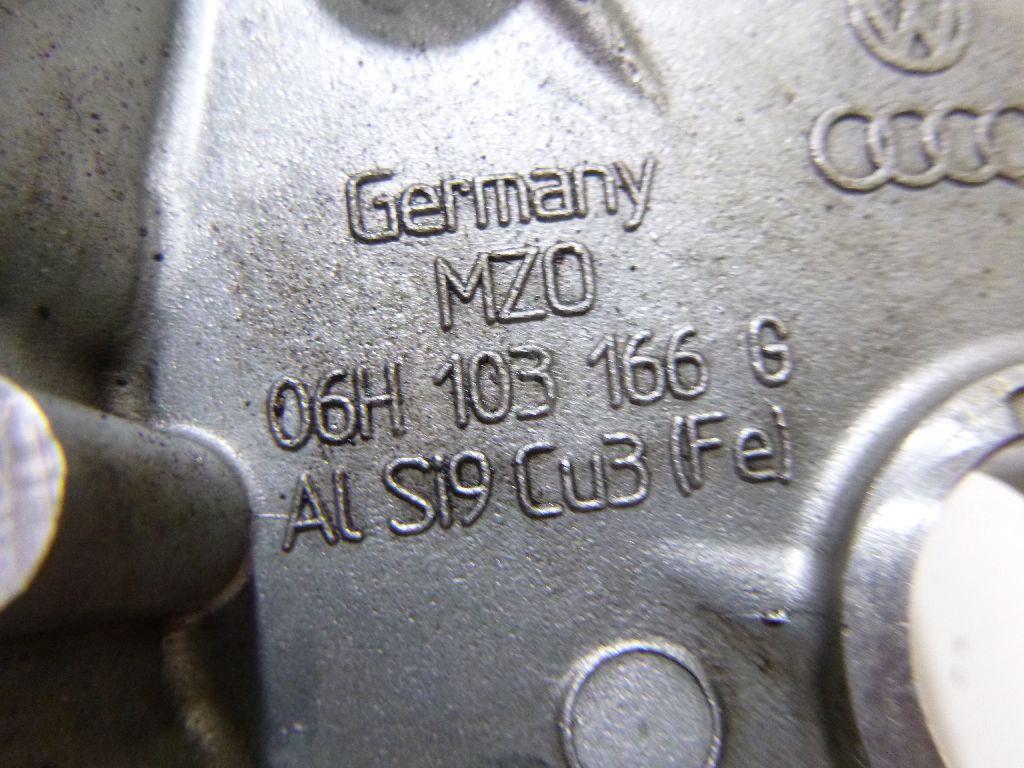 Germany
MZO
06H 103 166 G
Al Si9 Cu3 (Fe)